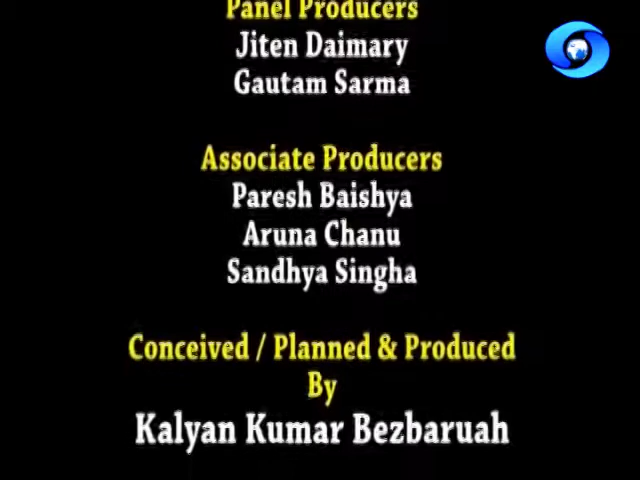 Panel Producers
Jiten Daimary
Gautam Sarma
Associate Producers
Paresh Baishya
Aruna Chanu
Sandhya Singha
Conceived / Planned & Produced
By
Kalyan Kumar Bezbaruah